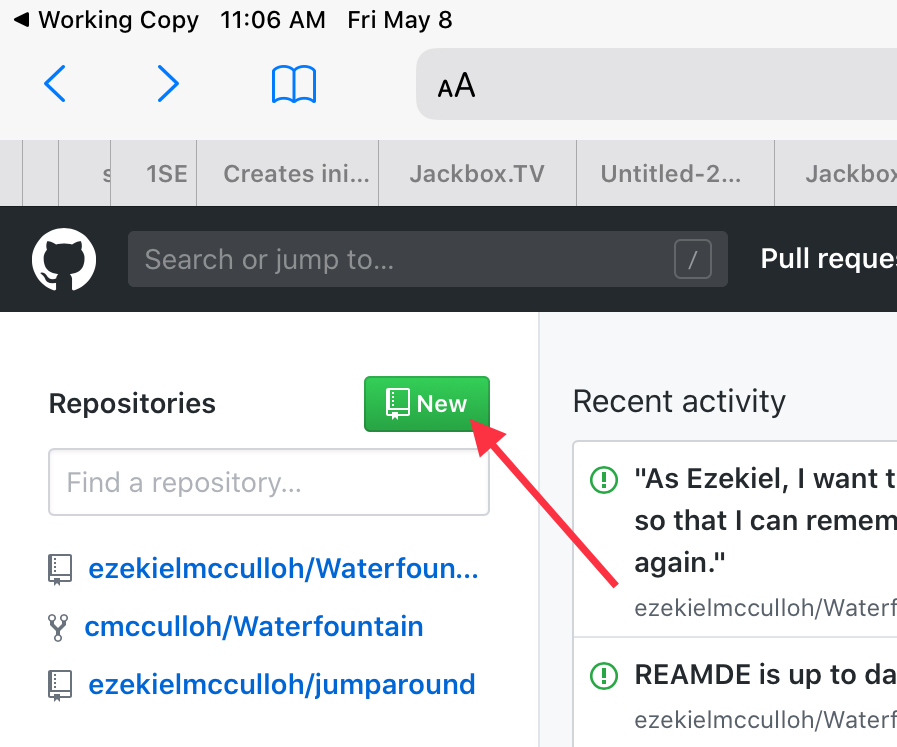 ◀ Working Copy 11:06 AM Fri May 8
AA
1SE Creates ini... Jackbox.TV Untitled-2... Jackbox
Search or jump to... / Pull reque
Repositories New
Find a repository...
ezekielmcculloh/Waterfoun...
cmcculloh/Waterfountain
ezekielmcculloh/jumparound
Recent activity
"As Ezekiel, I want t
so that I can remem
again."
ezekielmcculloh/Waterf
REAMDE is up to da
ezekielmcculloh/Waterf